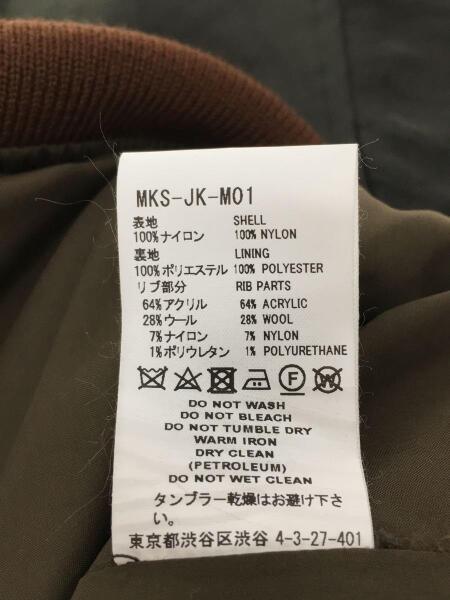 MKS-JK-M01
表地 SHELL
100%ナイロン 100% NYLON
裏地 LINING
100%ポリエステル 100% POLYESTER
リブ部分 RIB PARTS
64%アクリル 64% ACRYLIC
28%ウール 28% WOOL
7%ナイロン 7% NYLON
1%ポリウレタン 1% POLYURETHANE
F W
DO NOT WASH
DO NOT BLEACH
DO NOT TUMBLE DRY
WARM IRON
DRY CLEAN
(PETROLEUM)
DO NOT WET CLEAN
タンブラー乾燥はお避け下さ
い。
東京都渋谷区渋谷 4-3-27-401